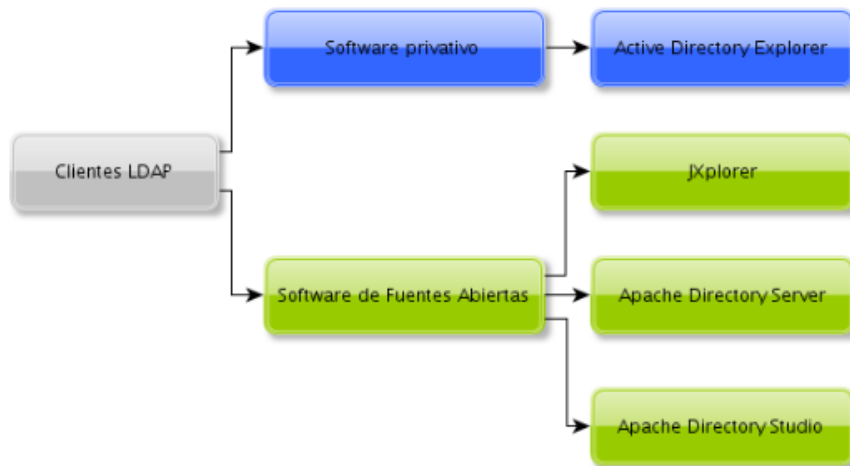 Software privativo
Active Directory Explorer
Clientes LDAP
JXplorer
Software de Fuentes Abiertas
Apache Directory Server
Apache Directory Studio